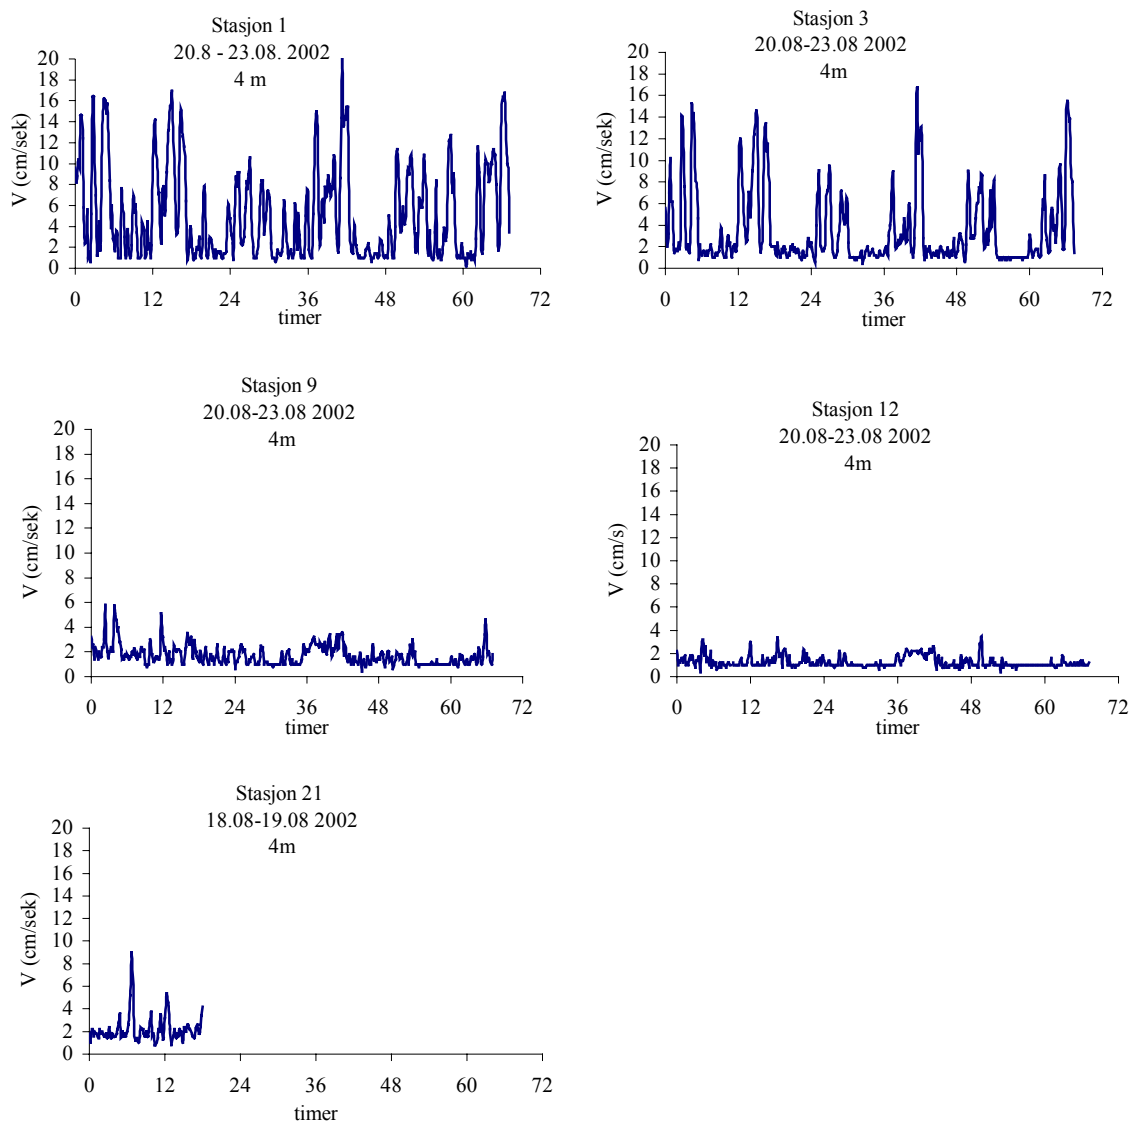 Stasjon 1
20.8 - 23.08. 2002
4 m
V (cm/sek)
20
18
16
14
12
10
8
6
4
2
0
0 12 24 36 48 60 72
timer
Stasjon 3
20.08-23.08 2002
4m
V (cm/sek)
20
18
16
14
12
10
8
6
4
2
0
0 12 24 36 48 60 72
timer
Stasjon 9
20.08-23.08 2002
4m
V (cm/sek)
20
18
16
14
12
10
8
6
4
2
0
0 12 24 36 48 60 72
timer
Stasjon 12
20.08-23.08 2002
4m
V (cm/s)
20
18
16
14
12
10
8
6
4
2
0
0 12 24 36 48 60 72
timer
Stasjon 21
18.08-19.08 2002
4m
V (cm/sek)
20
18
16
14
12
10
8
6
4
2
0
0 12 24 36 48 60 72
timer